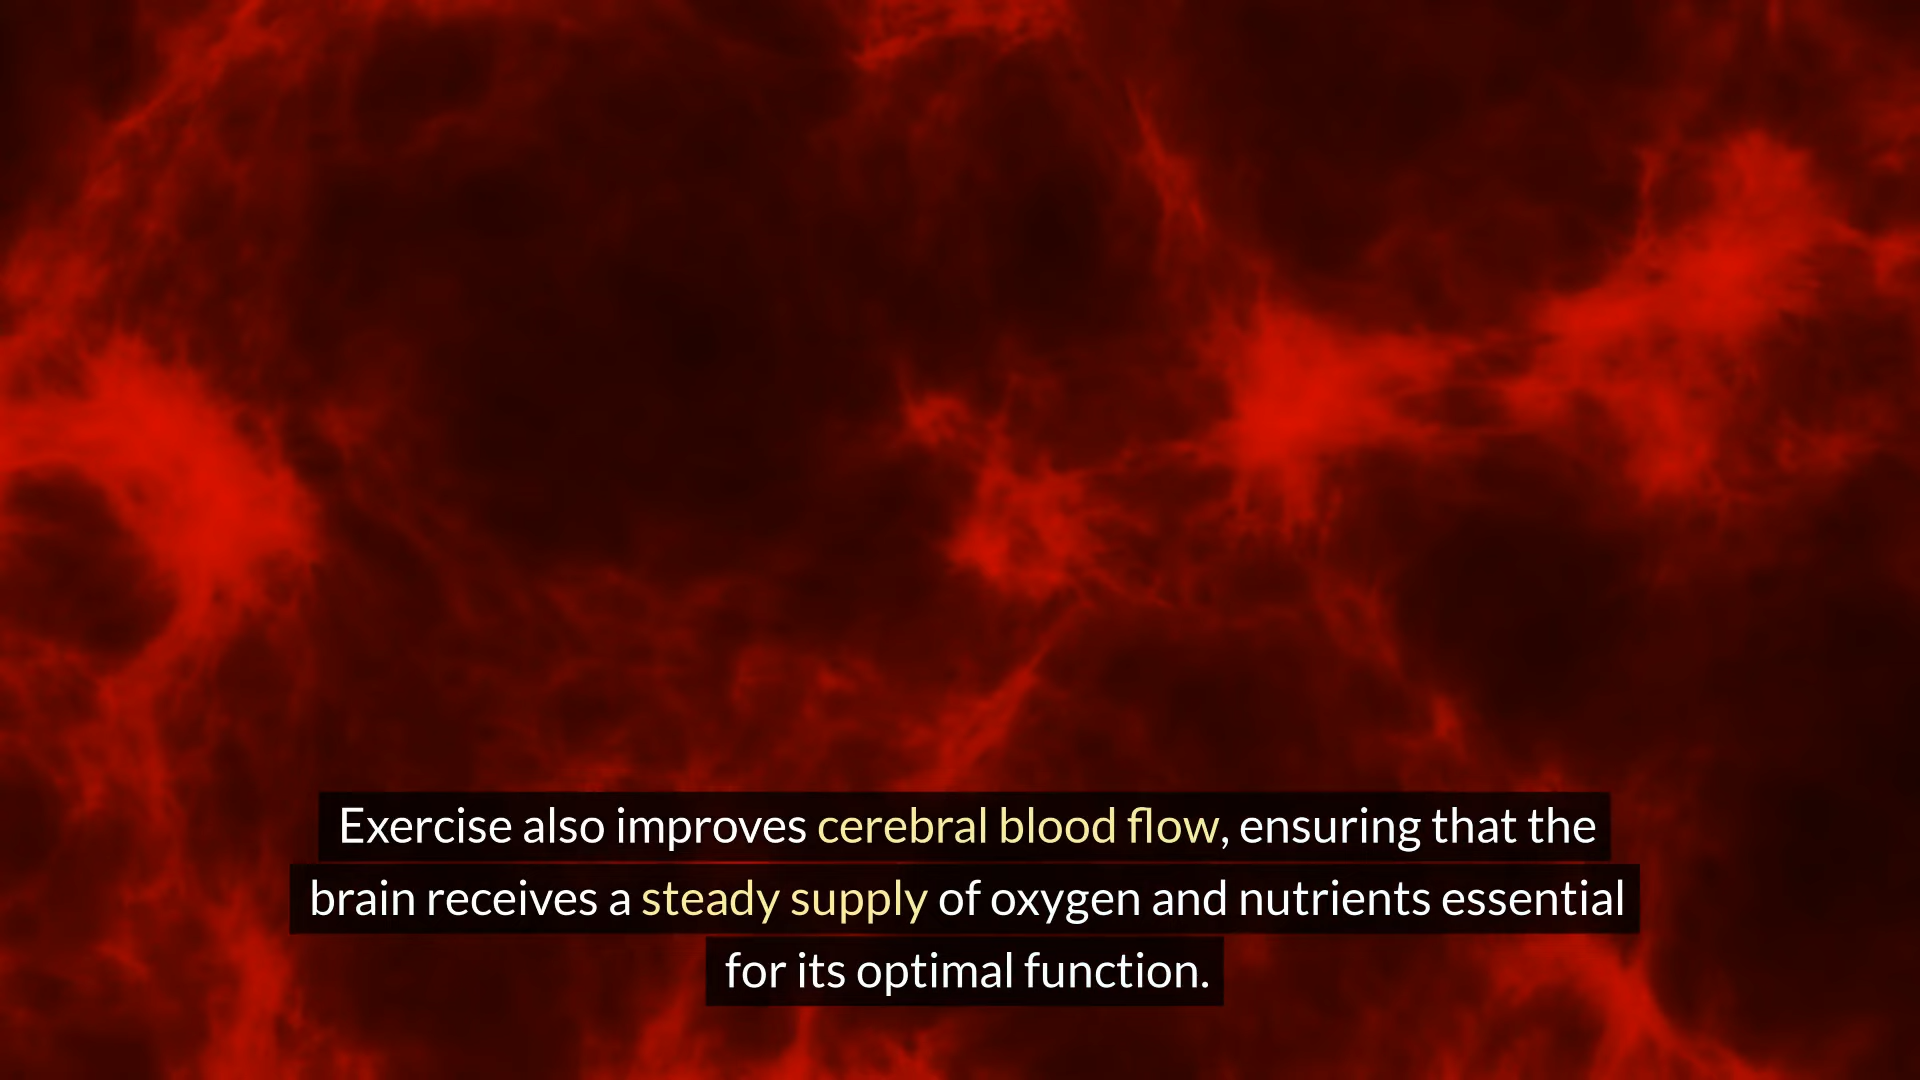 Exercise also improves cerebral blood flow, ensuring that the
brain receives a steady supply of oxygen and nutrients essential
for its optimal function.